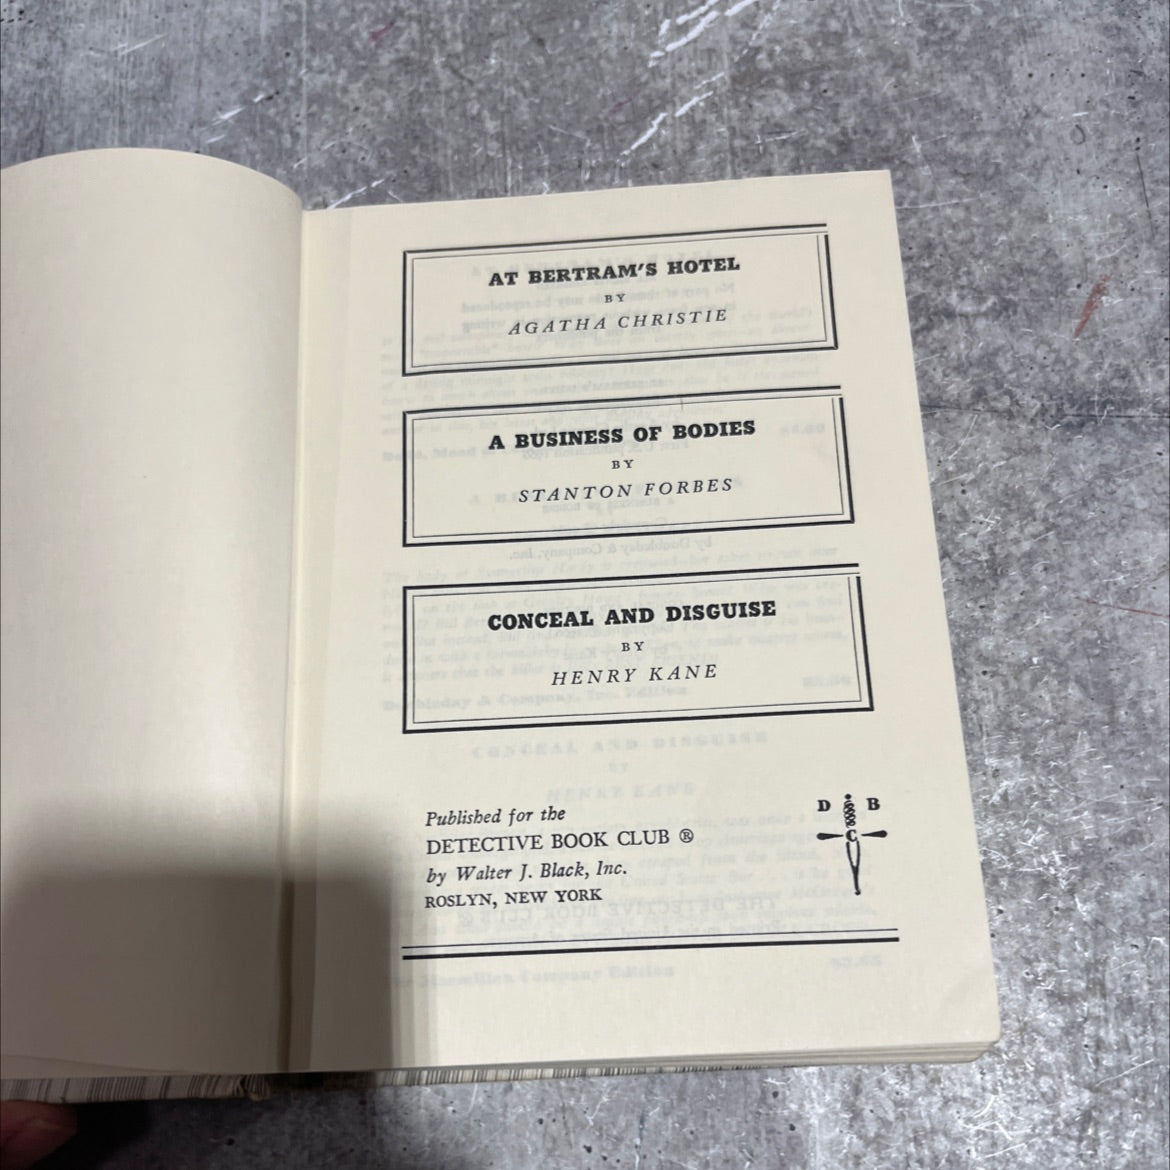 AT BERTRAM'S HOTEL
BY
AGATHA CHRISTIE
A BUSINESS OF BODIES
BY
STANTON FORBES
CONCEAL AND DISGUISE
BY
HENRY KANE
Published for the
DETECTIVE BOOK CLUB ®
by Walter J. Black, Inc.
ROSLYN, NEW YORK
D B
C